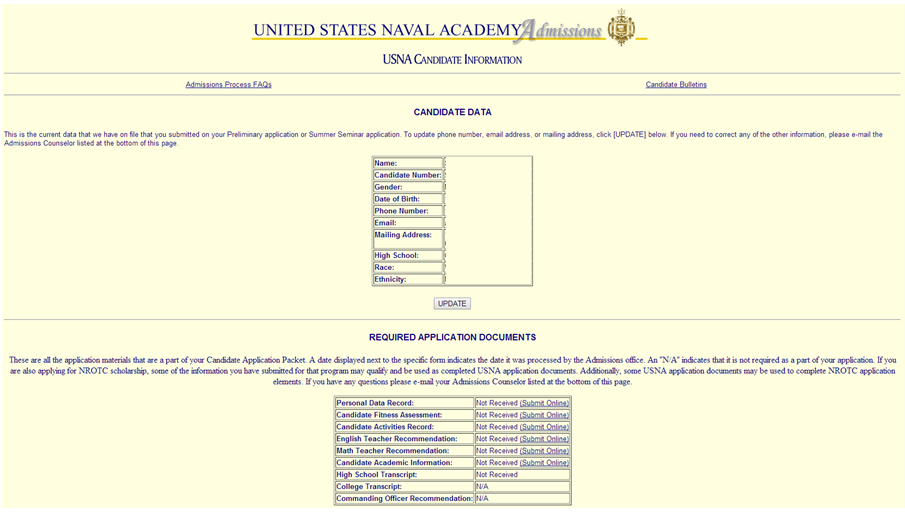 UNITED STATES NAVAL ACADEMY Admissions
USNA CANDIDATE INFORMATION
Admissions Process FAQs
Candidate Bulletins
CANDIDATE DATA
This is the current data that we have on file that you submitted on your Preliminary application or Summer Seminar application. To update phone number, email address, or mailing address, click [UPDATE] below. If you need to correct any of the other information, please e-mail the
Admissions Counselor listed at the bottom of this page.
Name:
Candidate Number:
Gender:
Date of Birth:
Phone Number:
Email:
Mailing Address:
High School:
Race:
Ethnicity:
UPDATE
REQUIRED APPLICATION DOCUMENTS
These are all the application materials that are a part of your Candidate Application Packet. A date displayed next to the specific form indicates the date it was processed by the Admissions office. An "N/A" indicates that it is not required as a part of your application. If you
are also applying for NROTC scholarship, some of the information you have submitted for that program may qualify and be used as completed USNA application documents. Additionally, some USNA application documents may be used to complete NROTC application
elements. If you have any questions please e-mail your Admissions Counselor listed at the bottom of this page.
Personal Data Record: Not Received (Submit Online)
Candidate Fitness Assessment: Not Received (Submit Online)
Candidate Activities Record: Not Received (Submit Online)
English Teacher Recommendation: Not Received (Submit Online)
Math Teacher Recommendation: Not Received (Submit Online)
Candidate Academic Information: Not Received (Submit Online)
High School Transcript: Not Received
College Transcript: N/A
Commanding Officer Recommendation: N/A